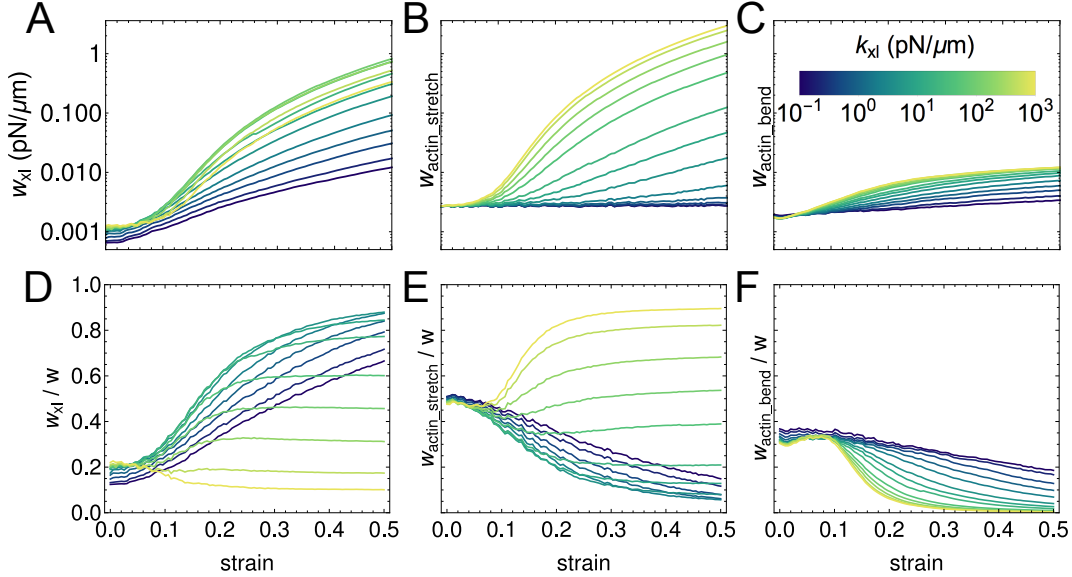 A B C
w_xl (pN/µm)
1
0.100
0.010
0.001
w_actin_stretch
w_actin_bend
k_xl (pN/µm)
10^−1 10^0 10^1 10^2 10^3
D E F
w_xl / w
1.0
0.8
0.6
0.4
0.2
0.0
w_actin_stretch / w
w_actin_bend / w
0.0 0.1 0.2 0.3 0.4 0.5
0.0 0.1 0.2 0.3 0.4 0.5
0.0 0.1 0.2 0.3 0.4 0.5
strain strain strain